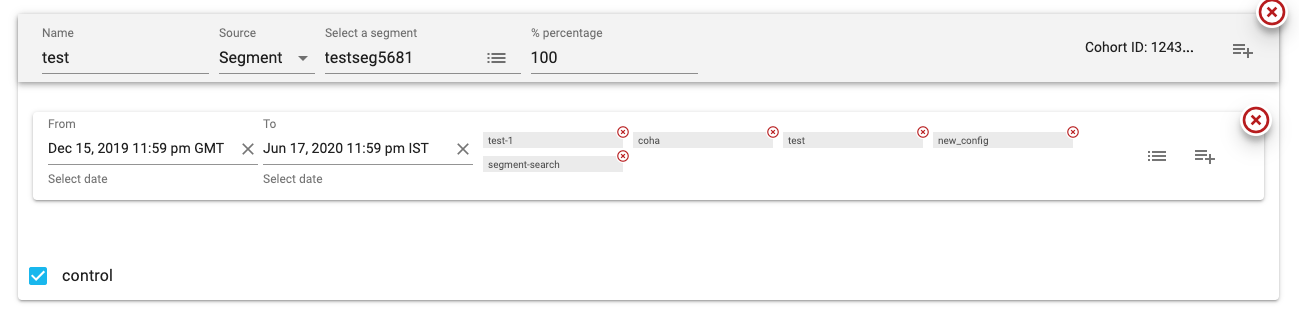 Name Source Select a segment % percentage
test Segment testseg5681 100 Cohort ID: 1243...
From To
Dec 15, 2019 11:59 pm GMT Jun 17, 2020 11:59 pm IST
Select date Select date
test-1 coha test new_config
segment-search
control